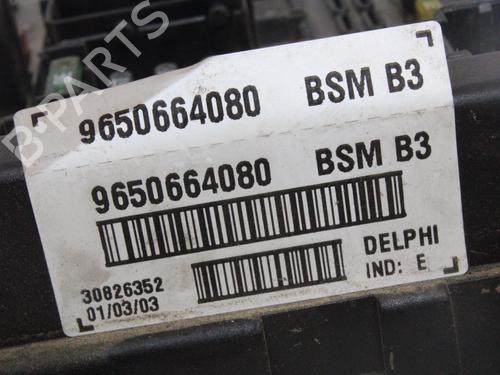 B-PARTS
9650664080 BSM B3
9650664080 BSM B3
DELPHI
30826352 IND: E
01/03/03